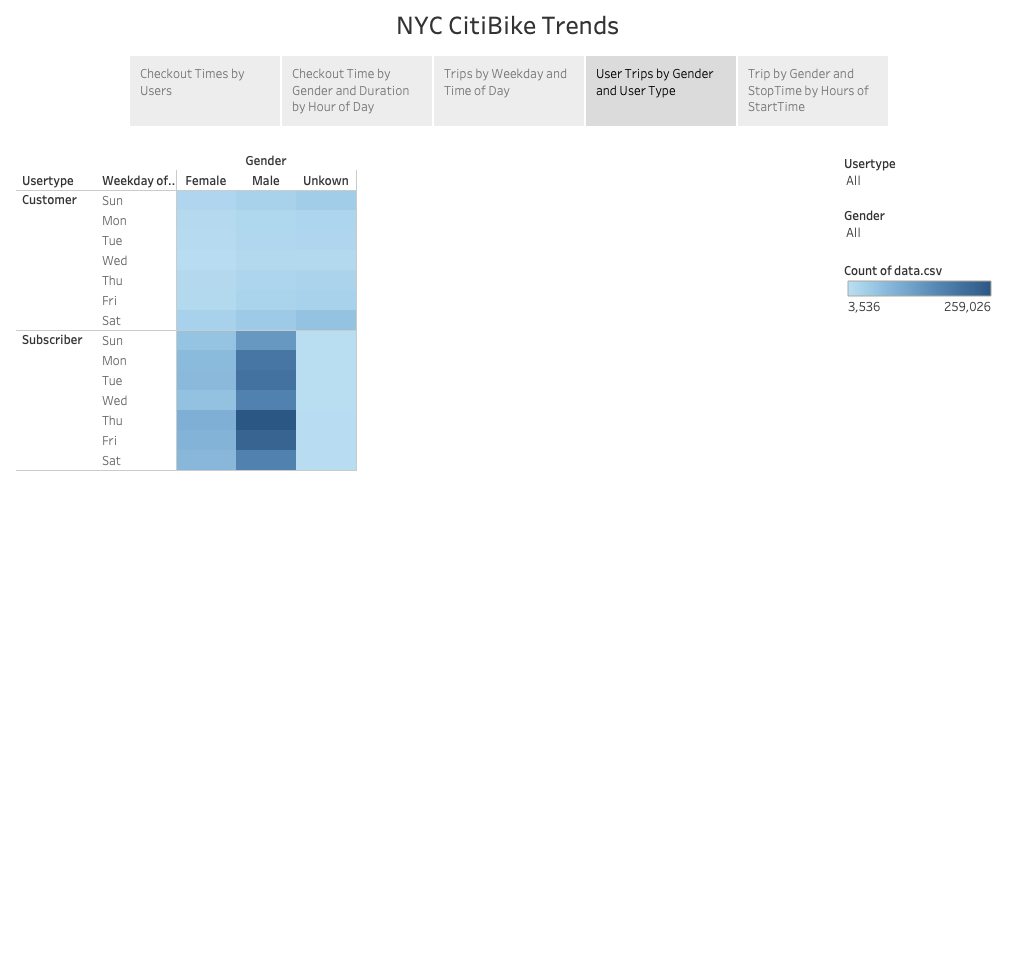 NYC CitiBike Trends
Checkout Times by
Users
Checkout Time by
Gender and Duration
by Hour of Day
Trips by Weekday and
Time of Day
User Trips by Gender
and User Type
Trip by Gender and
StopTime by Hours of
StartTime
Gender
Usertype Weekday of.. Female Male Unkown
Customer Sun
Mon
Tue
Wed
Thu
Fri
Sat
Subscriber Sun
Mon
Tue
Wed
Thu
Fri
Sat
Usertype
All
Gender
All
Count of data.csv
3,536 259,026